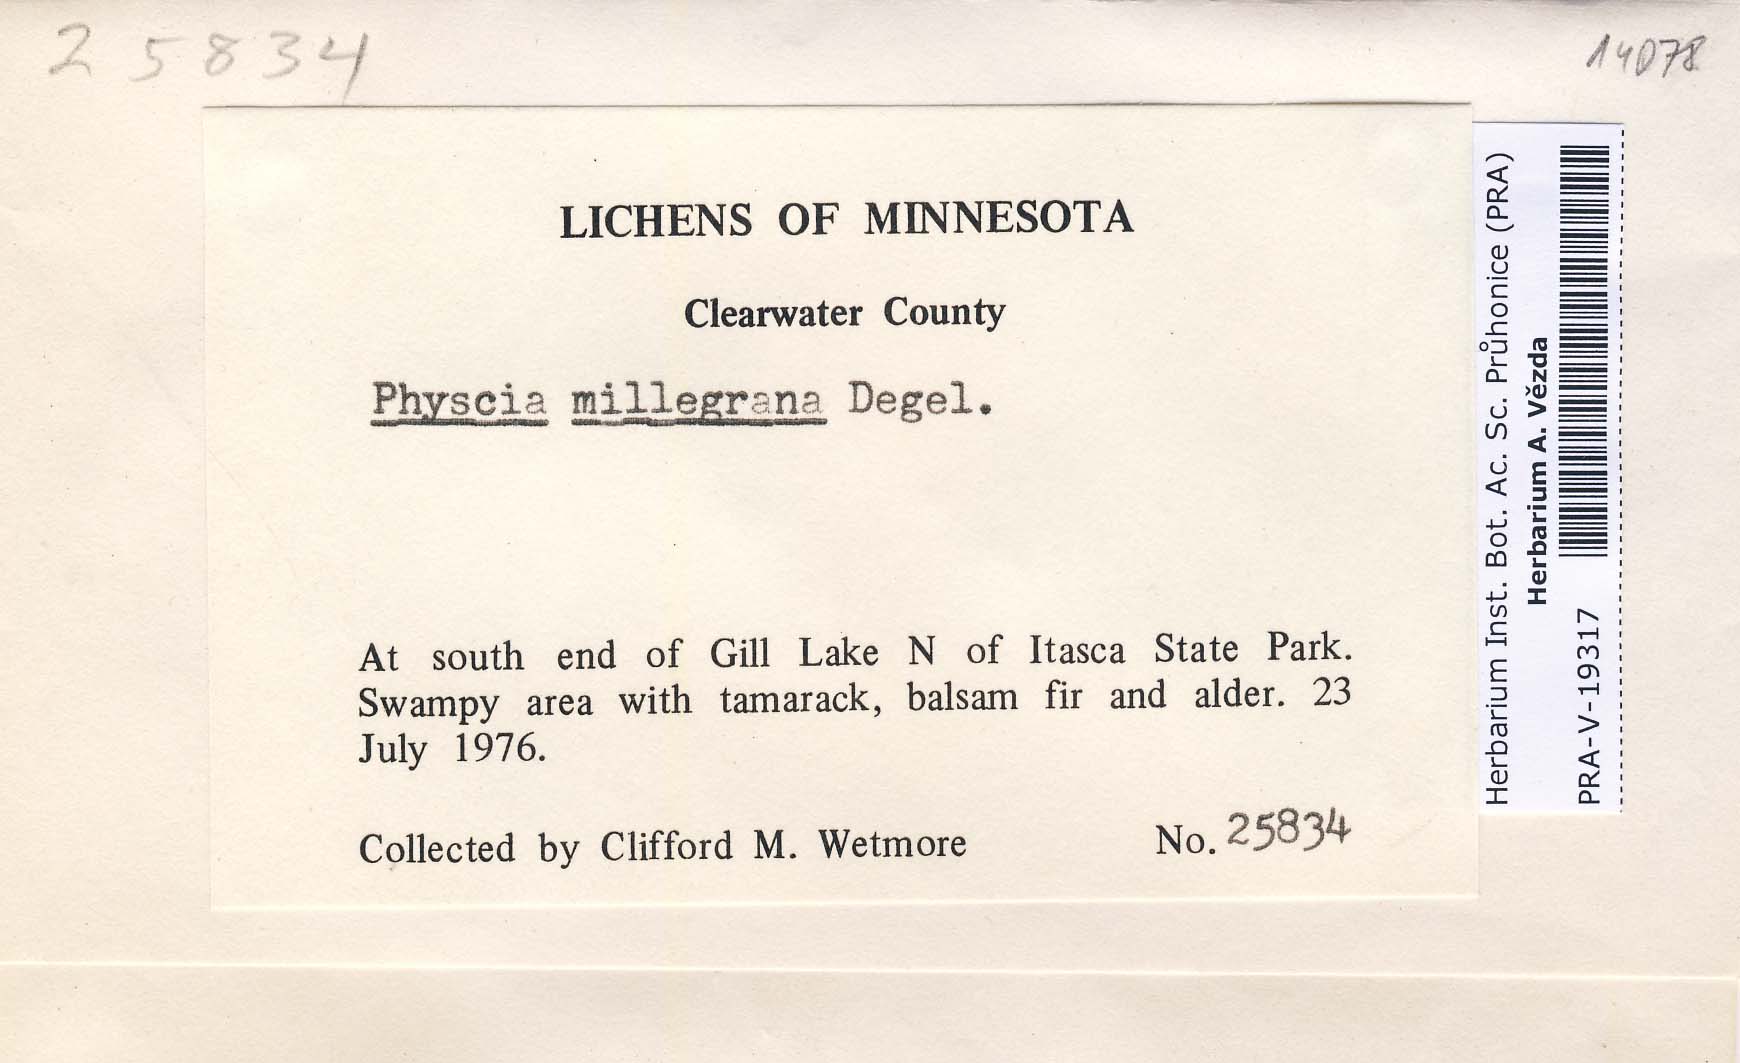 25834
14078
LICHENS OF MINNESOTA
Clearwater County
Physcia millegrana Degel.
At south end of Gill Lake N of Itasca State Park.
Swampy area with tamarack, balsam fir and alder. 23
July 1976.
Collected by Clifford M. Wetmore No. 25834
Herbarium Inst. Bot. Ac. Sc. Průhonice (PRA)
Herbarium A. Vězda
PRA-V-19317